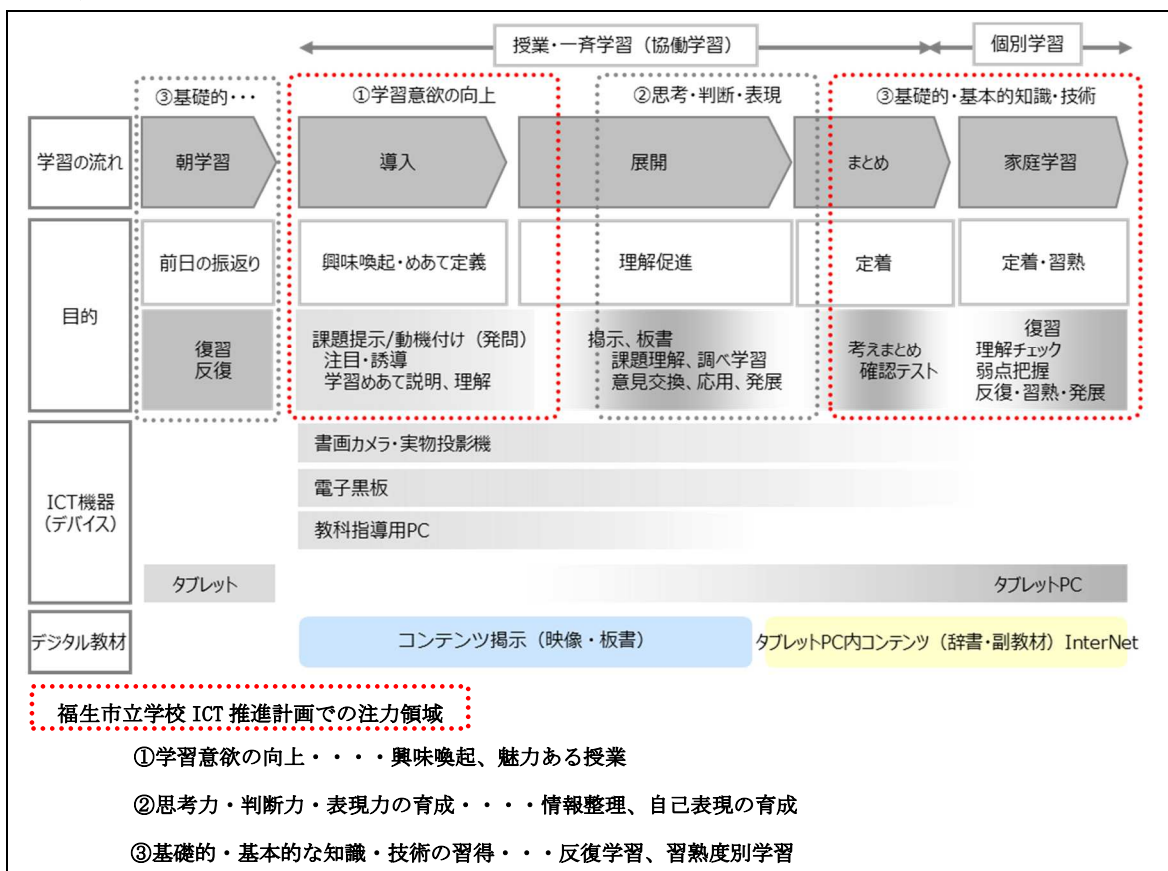 授業・一斉学習（協働学習）
個別学習
③基礎的・・・
①学習意欲の向上
②思考・判断・表現
③基礎的・基本的知識・技術
学習の流れ
朝学習
導入
展開
まとめ
家庭学習
目的
前日の振返り
興味喚起・めあて定義
理解促進
定着
定着・習熟
復習
反復
課題提示/動機付け（発問）
注目・誘導
学習めあて説明、理解
掲示、板書
課題理解、調べ学習
意見交換、応用、発展
考えまとめ
確認テスト
復習
理解チェック
弱点把握
反復・習熟・発展
ICT機器
（デバイス）
書画カメラ・実物投影機
電子黒板
教科指導用PC
タブレット
タブレットPC
デジタル教材
コンテンツ掲示（映像・板書）
タブレットPC内コンテンツ（辞書・副教材）InterNet
福生市立学校 ICT 推進計画での注力領域
①学習意欲の向上・・・・興味喚起、魅力ある授業
②思考力・判断力・表現力の育成・・・・情報整理、自己表現の育成
③基礎的・基本的な知識・技術の習得・・・反復学習、習熟度別学習